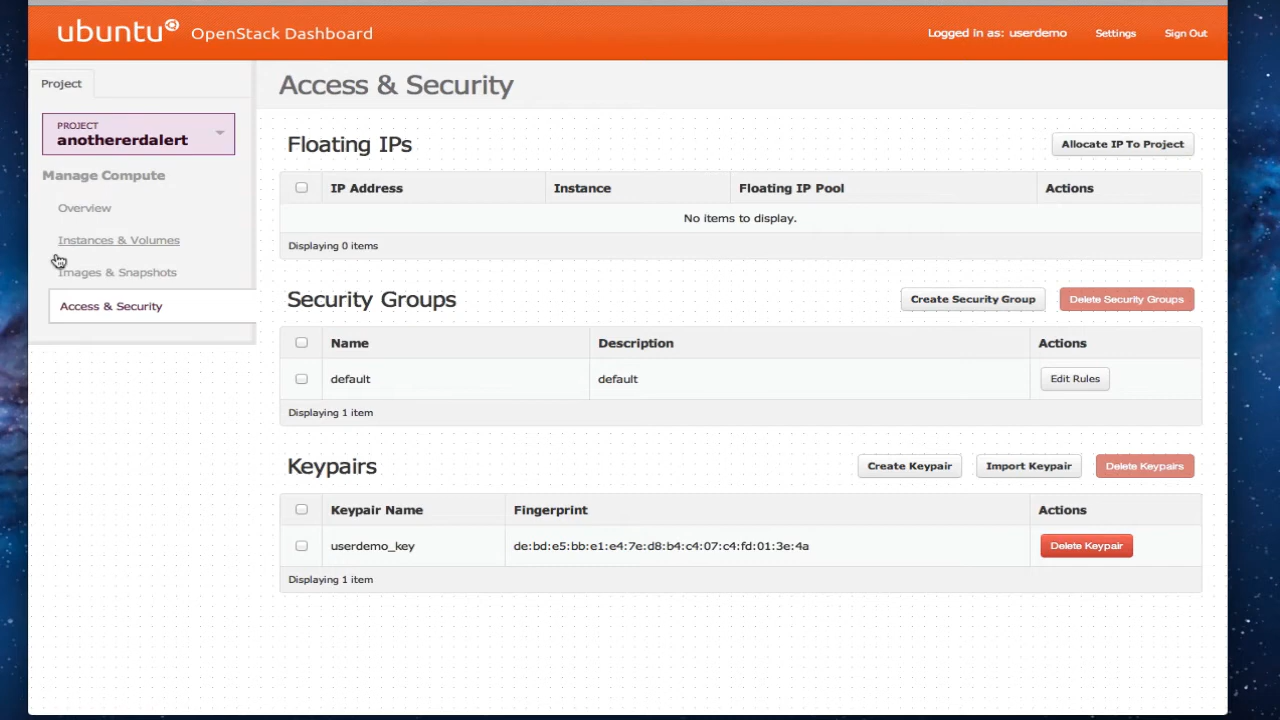 ubuntu OpenStack Dashboard
Logged in as: userdemo Settings Sign Out
Project
PROJECT
anothererdalert
Manage Compute
Overview
Instances & Volumes
Images & Snapshots
Access & Security
Access & Security
Floating IPs Allocate IP To Project
IP Address Instance Floating IP Pool Actions
No items to display.
Displaying 0 items
Security Groups Create Security Group Delete Security Groups
Name Description Actions
default default Edit Rules
Displaying 1 item
Keypairs Create Keypair Import Keypair Delete Keypairs
Keypair Name Fingerprint Actions
userdemo_key de:bd:e5:bb:e1:e4:7e:d8:b4:c4:07:c4:fd:01:3e:4a Delete Keypair
Displaying 1 item